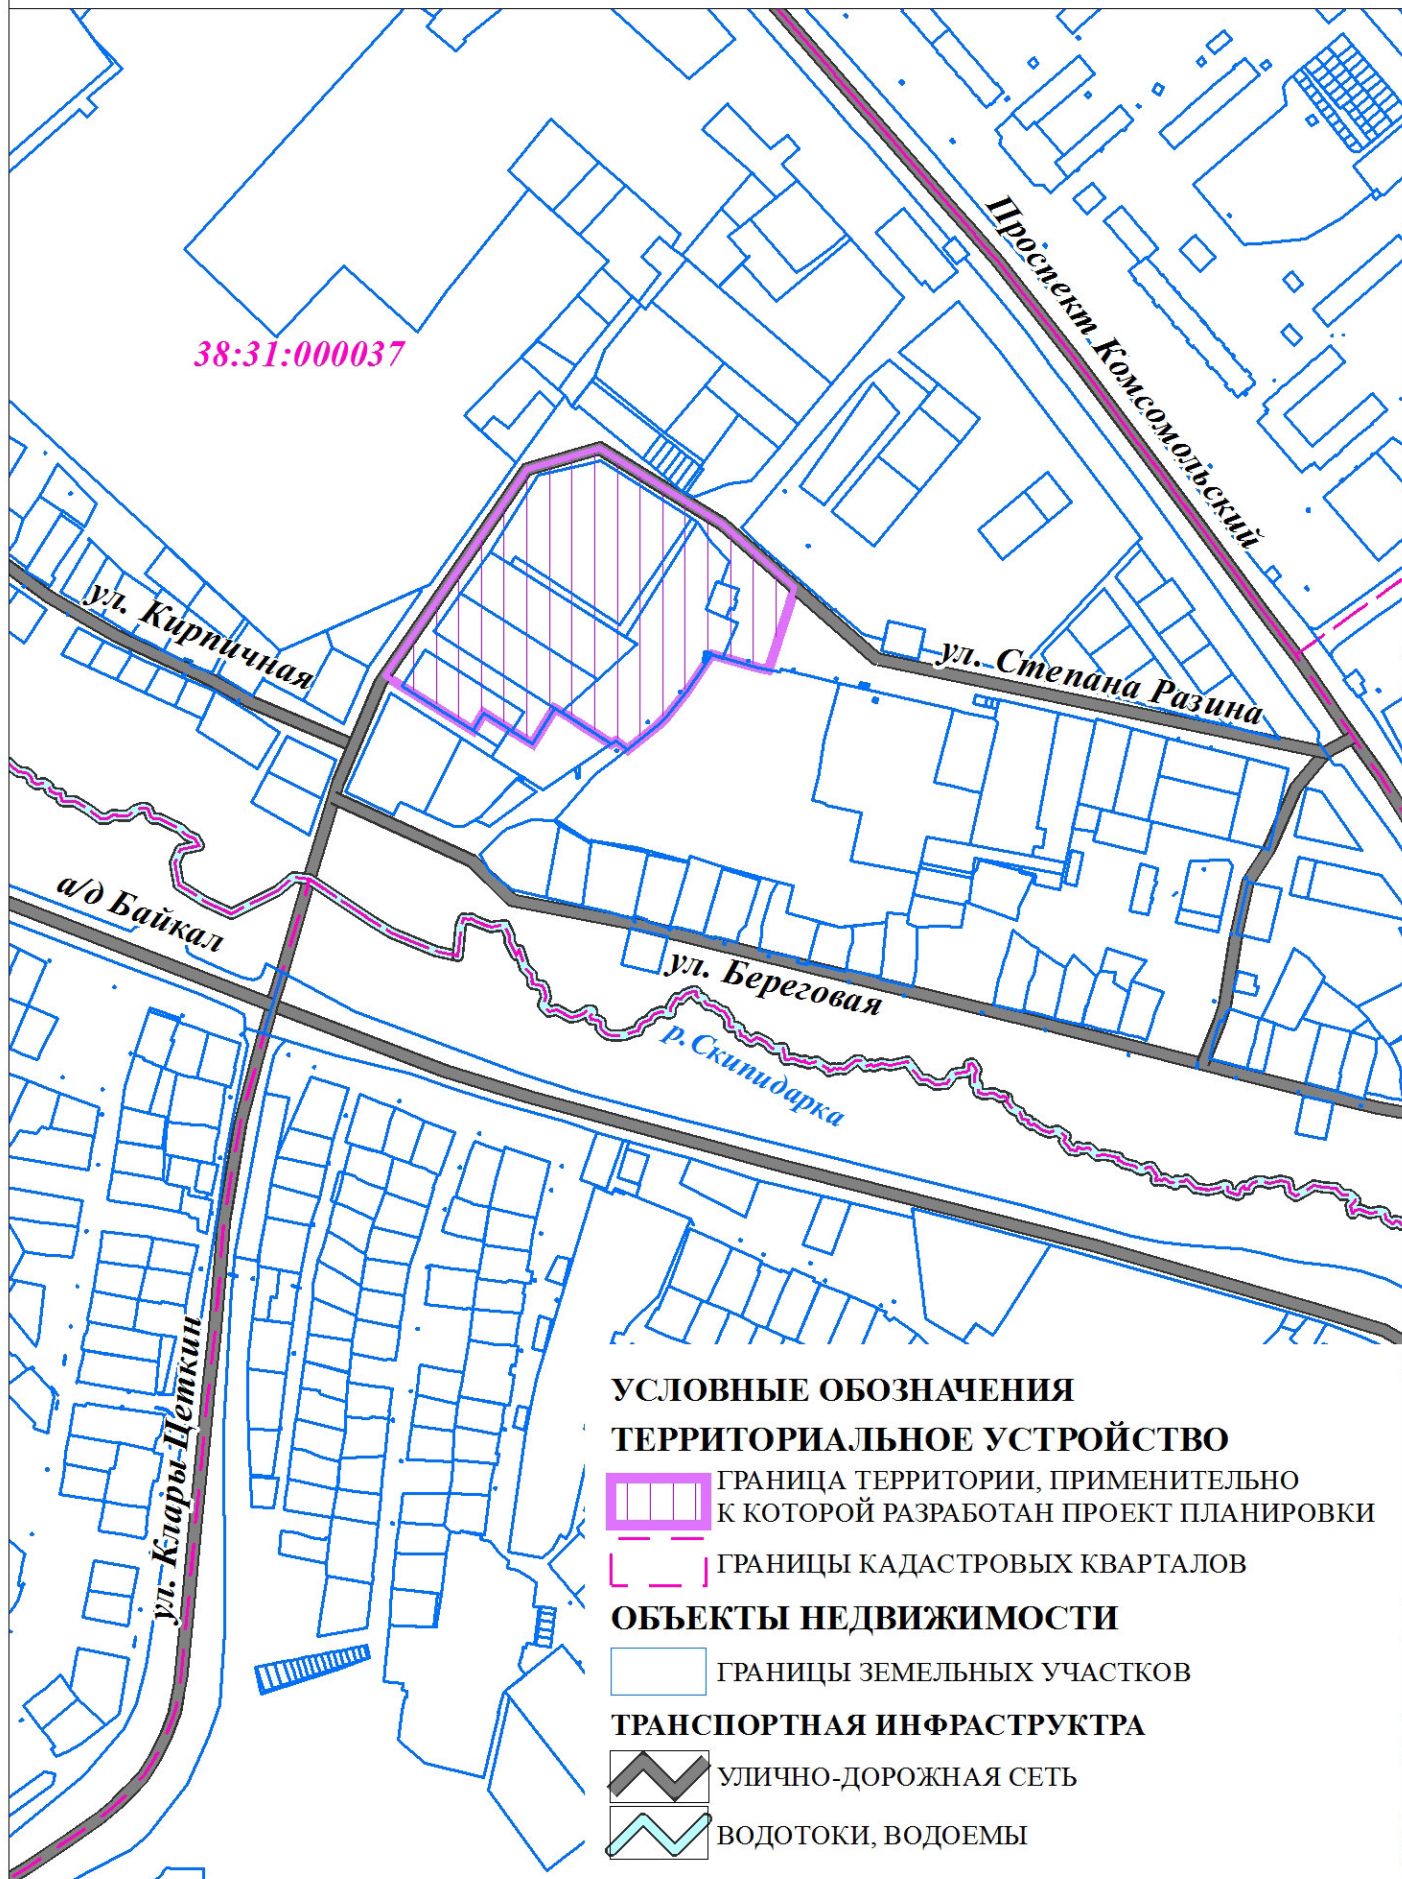 Проспект Комсомольский
38:31:000037
ул. Кирпичная
ул. Степана Разина
а/д Байкал
ул. Береговая
р.Скипидарка
ул. Клары Цеткин
УСЛОВНЫЕ ОБОЗНАЧЕНИЯ
ТЕРРИТОРИАЛЬНОЕ УСТРОЙСТВО
ГРАНИЦА ТЕРРИТОРИИ, ПРИМЕНИТЕЛЬНО
К КОТОРОЙ РАЗРАБОТАН ПРОЕКТ ПЛАНИРОВКИ
ГРАНИЦЫ КАДАСТРОВЫХ КВАРТАЛОВ
ОБЪЕКТЫ НЕДВИЖИМОСТИ
ГРАНИЦЫ ЗЕМЕЛЬНЫХ УЧАСТКОВ
ТРАНСПОРТНАЯ ИНФРАСТРУКТРА
УЛИЧНО-ДОРОЖНАЯ СЕТЬ
ВОДОТОКИ, ВОДОЕМЫ